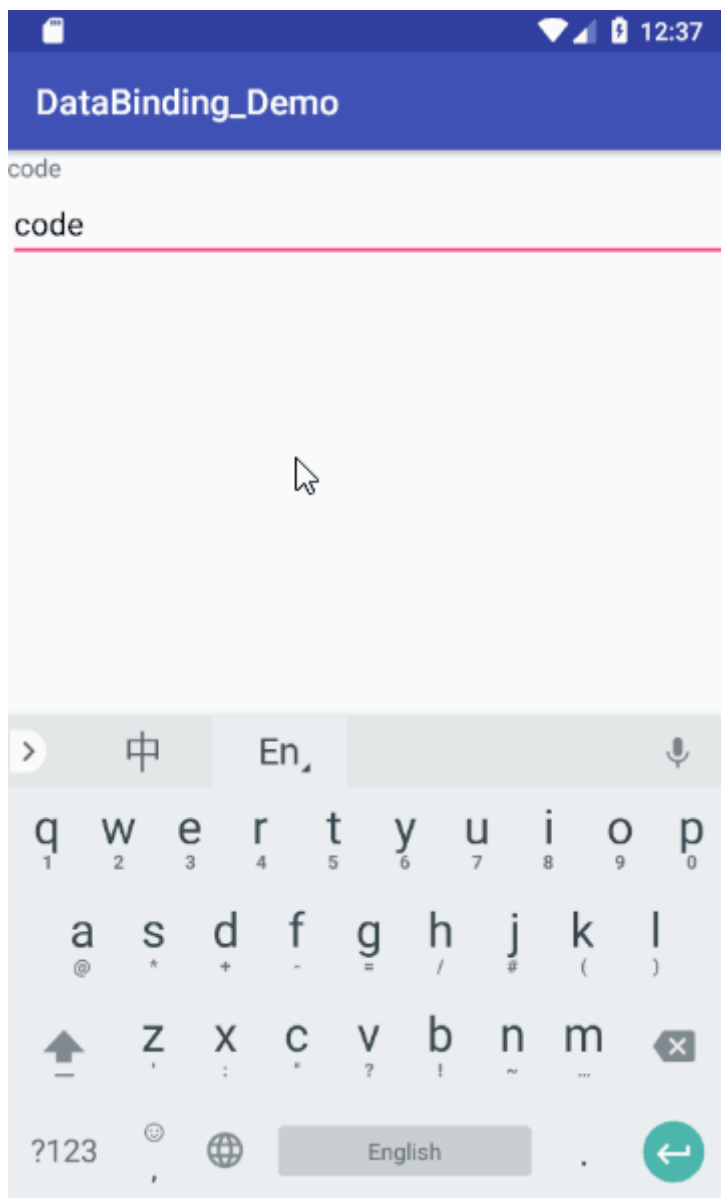 12:37
DataBinding_Demo
code
code
中 En
q w e r t y u i o p
1 2 3 4 5 6 7 8 9 0
a s d f g h j k l
@ * + - = / # ( )
z x c v b n m
' : " ? ! ~ …
?123 , English .